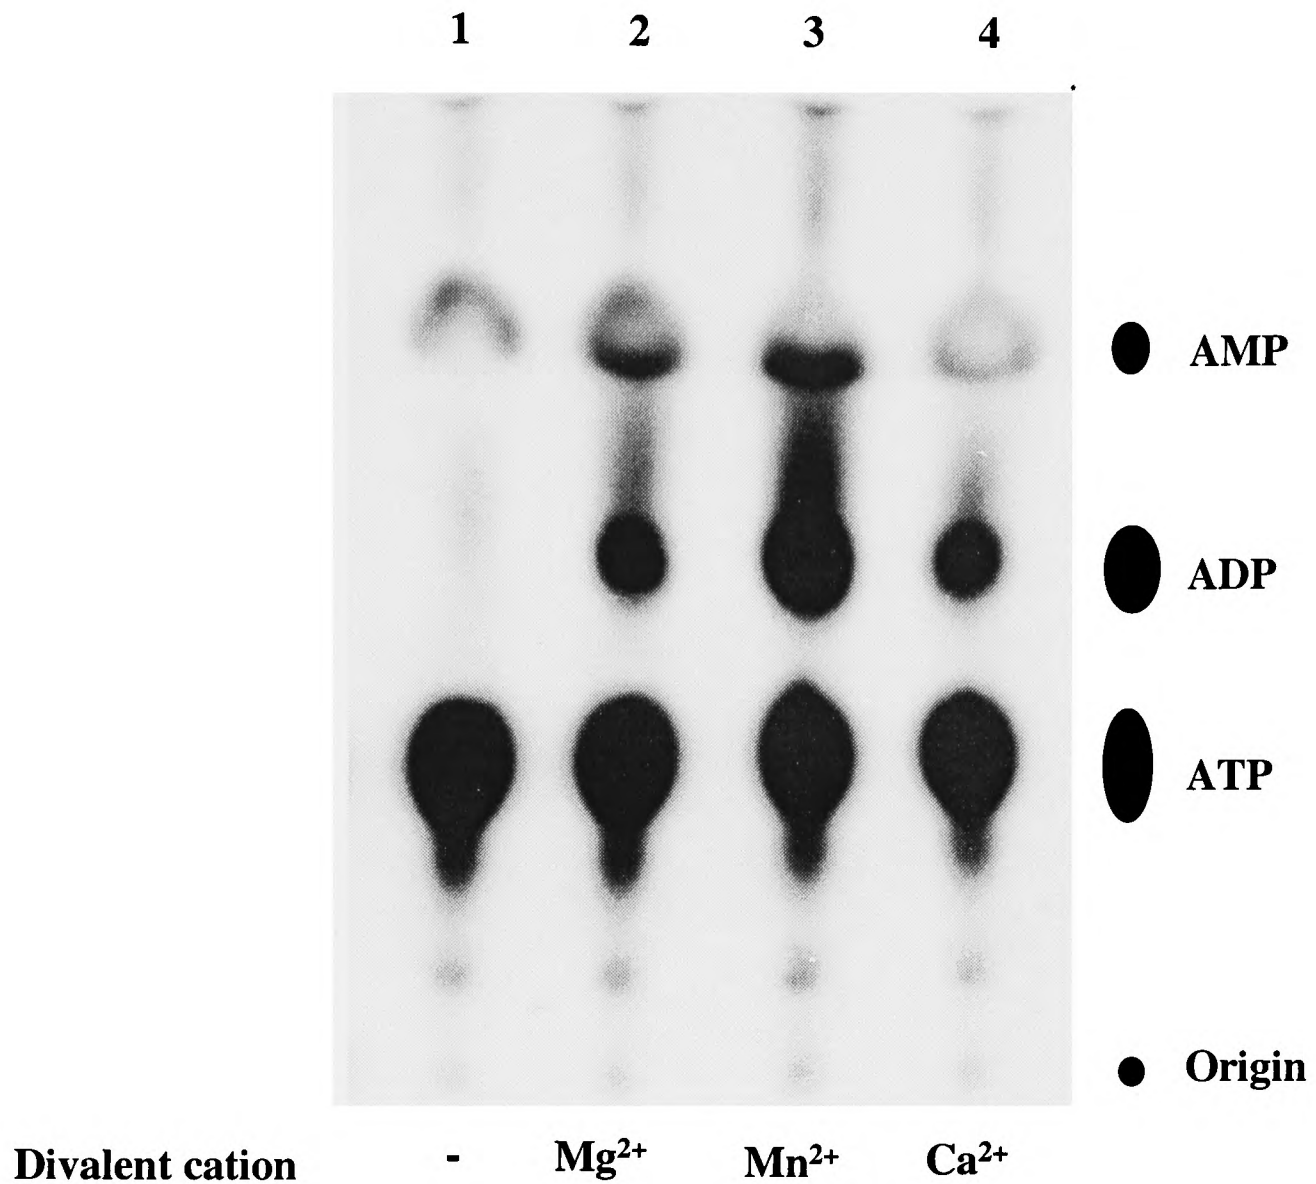 1 2 3 4
AMP
ADP
ATP
Origin
Divalent cation - Mg²⁺ Mn²⁺ Ca²⁺